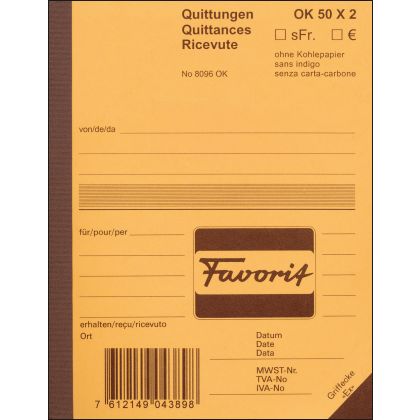 Quittungen
Quittances
Ricevute
OK 50 X 2
sFr. €
No 8096 OK
ohne Kohlepapier
sans indigo
senza carta-carbone
von/de/da
für/pour/per
Favorit
erhalten/reçu/ricevuto
Ort
Datum
Date
Data
MWST-Nr.
TVA-No
IVA-No
Griffecke
«Ex»
7 612149 043898